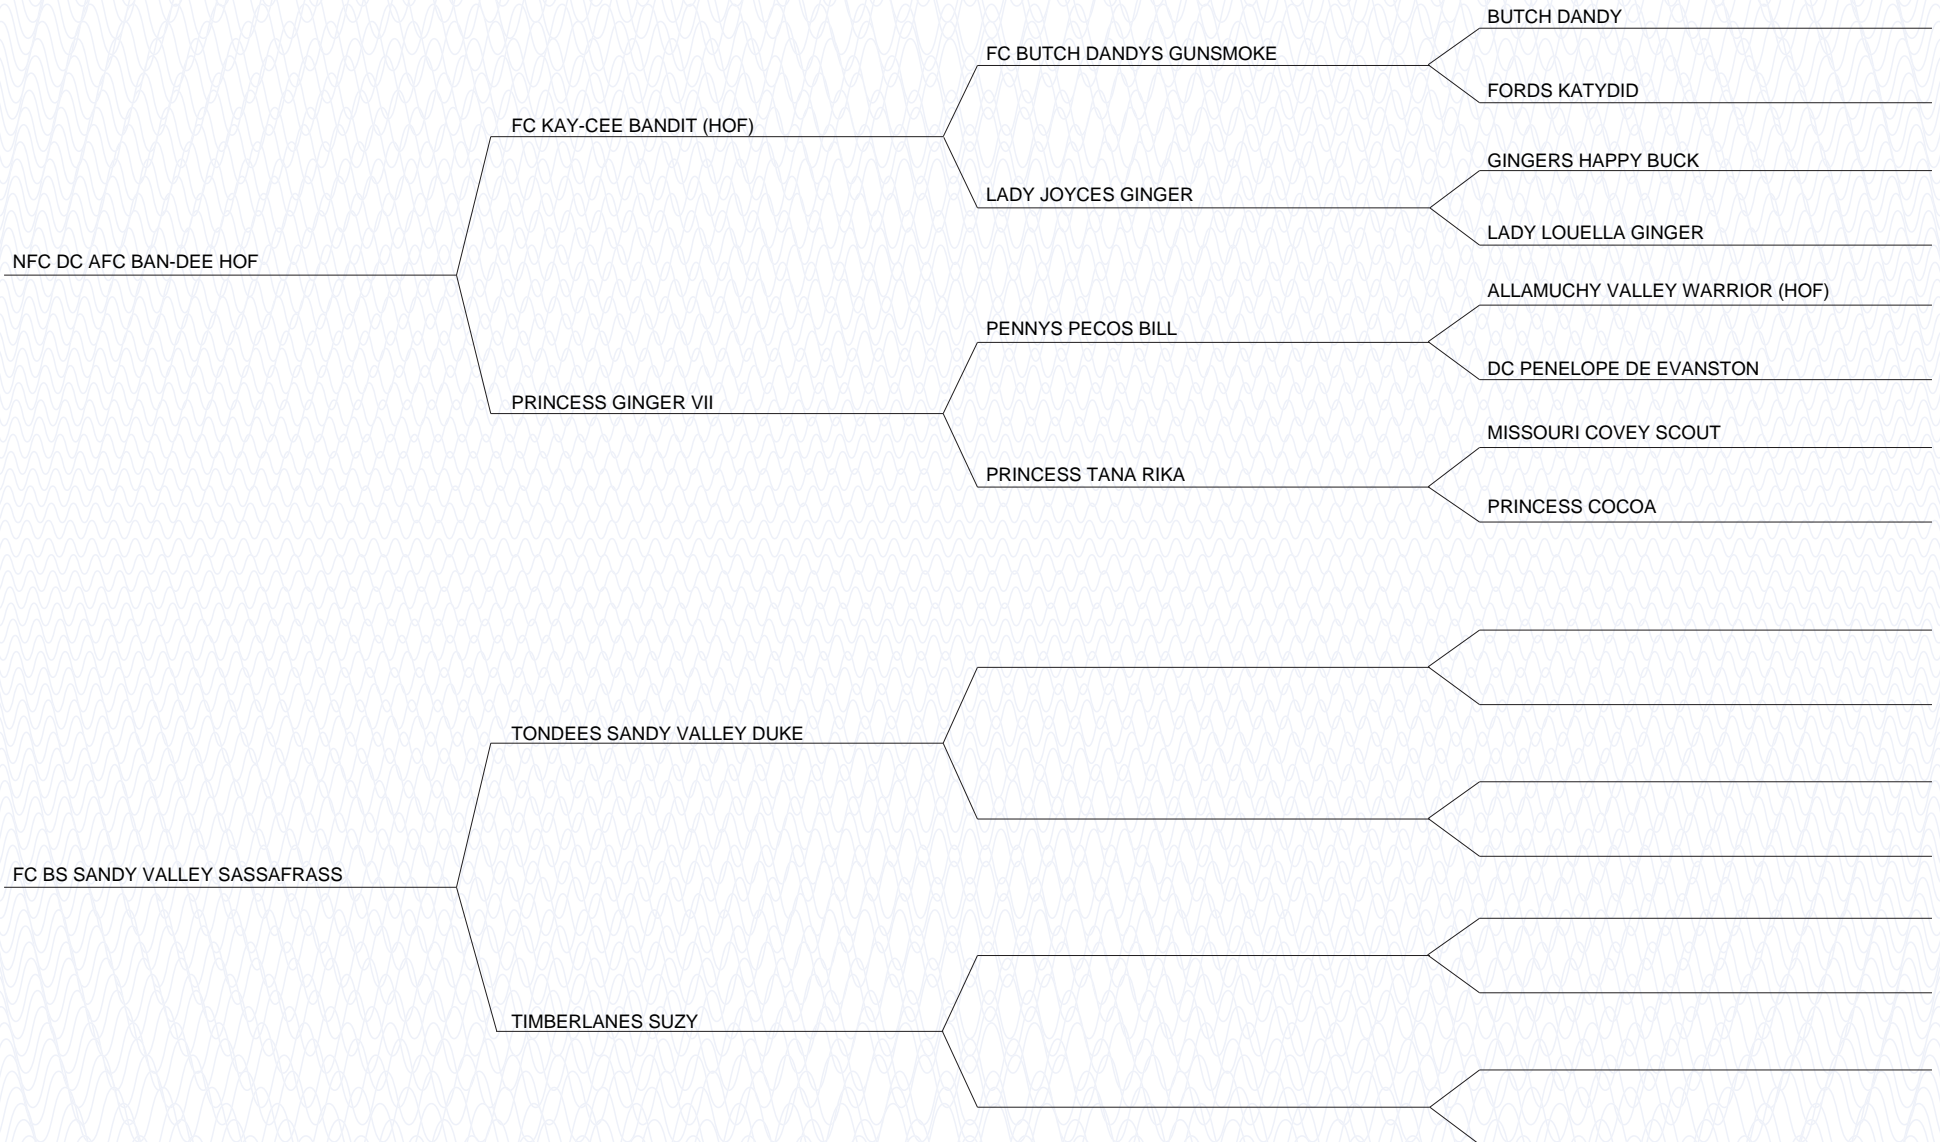 BUTCH DANDY
FC BUTCH DANDYS GUNSMOKE
FORDS KATYDID
FC KAY-CEE BANDIT (HOF)
GINGERS HAPPY BUCK
LADY JOYCES GINGER
LADY LOUELLA GINGER
NFC DC AFC BAN-DEE HOF
ALLAMUCHY VALLEY WARRIOR (HOF)
PENNYS PECOS BILL
DC PENELOPE DE EVANSTON
PRINCESS GINGER VII
MISSOURI COVEY SCOUT
PRINCESS TANA RIKA
PRINCESS COCOA
TONDEES SANDY VALLEY DUKE
FC BS SANDY VALLEY SASSAFRASS
TIMBERLANES SUZY